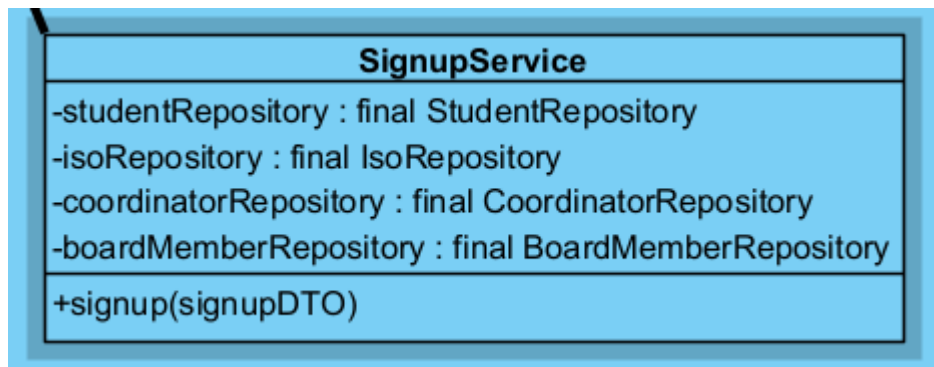 SignupService
-studentRepository : final StudentRepository
-isoRepository : final IsoRepository
-coordinatorRepository : final CoordinatorRepository
-boardMemberRepository : final BoardMemberRepository
+signup(signupDTO)